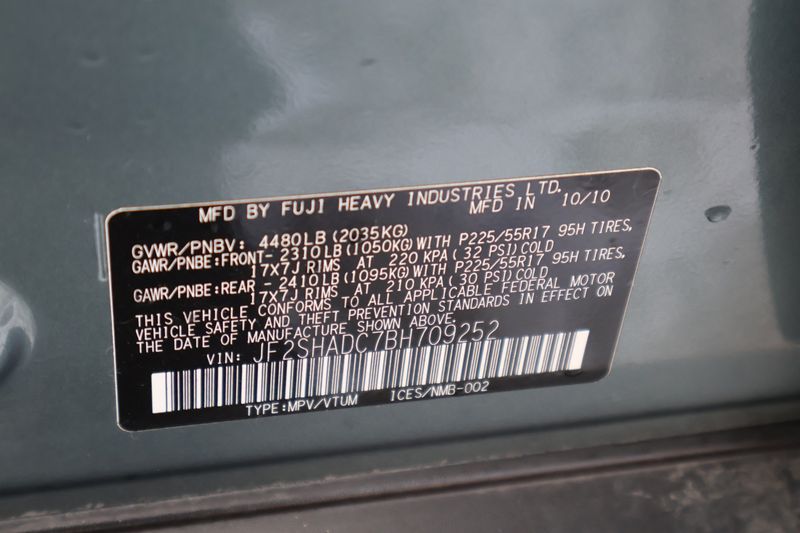 MFD BY FUJI HEAVY INDUSTRIES LTD.
MFD IN 10/10
GVWR/PNBV: 4480LB (2035KG)
GAWR/PNBE:FRONT- 2310LB (1050KG)WITH P225/55R17 95H TIRES,
17X7J RIMS AT 220 KPA ( 32 PSI)COLD
GAWR/PNBE:REAR - 2410LB (1095KG)WITH P225/55R17 95H TIRES,
17X7J RIMS AT 210 KPA ( 30 PSI)COLD
THIS VEHICLE CONFORMS TO ALL APPLICABLE FEDERAL MOTOR
VEHICLE SAFETY AND THEFT PREVENTION STANDARDS IN EFFECT ON
THE DATE OF MANUFACTURE SHOWN ABOVE.
VIN: JF2SHADC7BH709252
TYPE:MPV/VTUM ICES/NMB-002